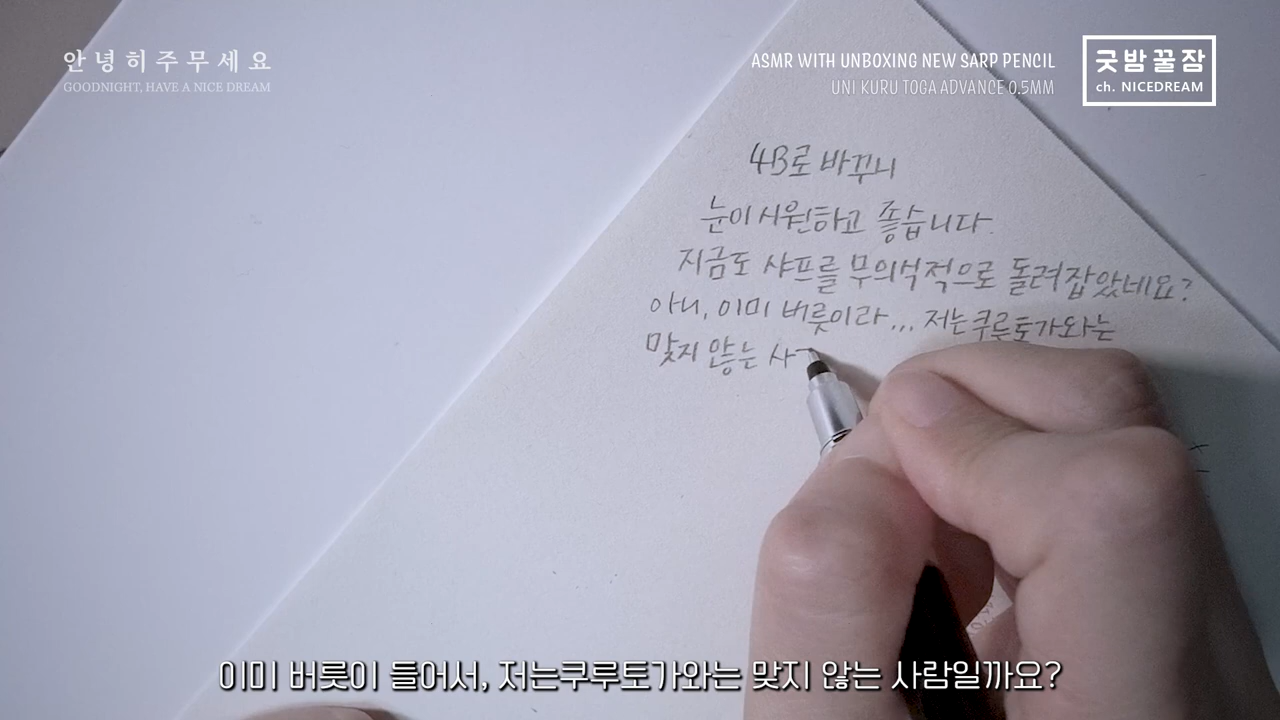 안녕히주무세요
GOODNIGHT, HAVE A NICE DREAM
ASMR WITH UNBOXING NEW SARP PENCIL
UNI KURU TOGA ADVANCE 0.5MM
굿밤꿀잠
ch. NICEDREAM
4B로 바꾸니
눈이 시원하고 좋습니다.
지금도 샤프를 무의식적으로 돌려잡았네요?
아니, 이미 버릇이라... 저는쿠루토가와는
맞지 않는 사
이미 버릇이 들어서, 저는쿠루토가와는 맞지 않는 사람일까요?